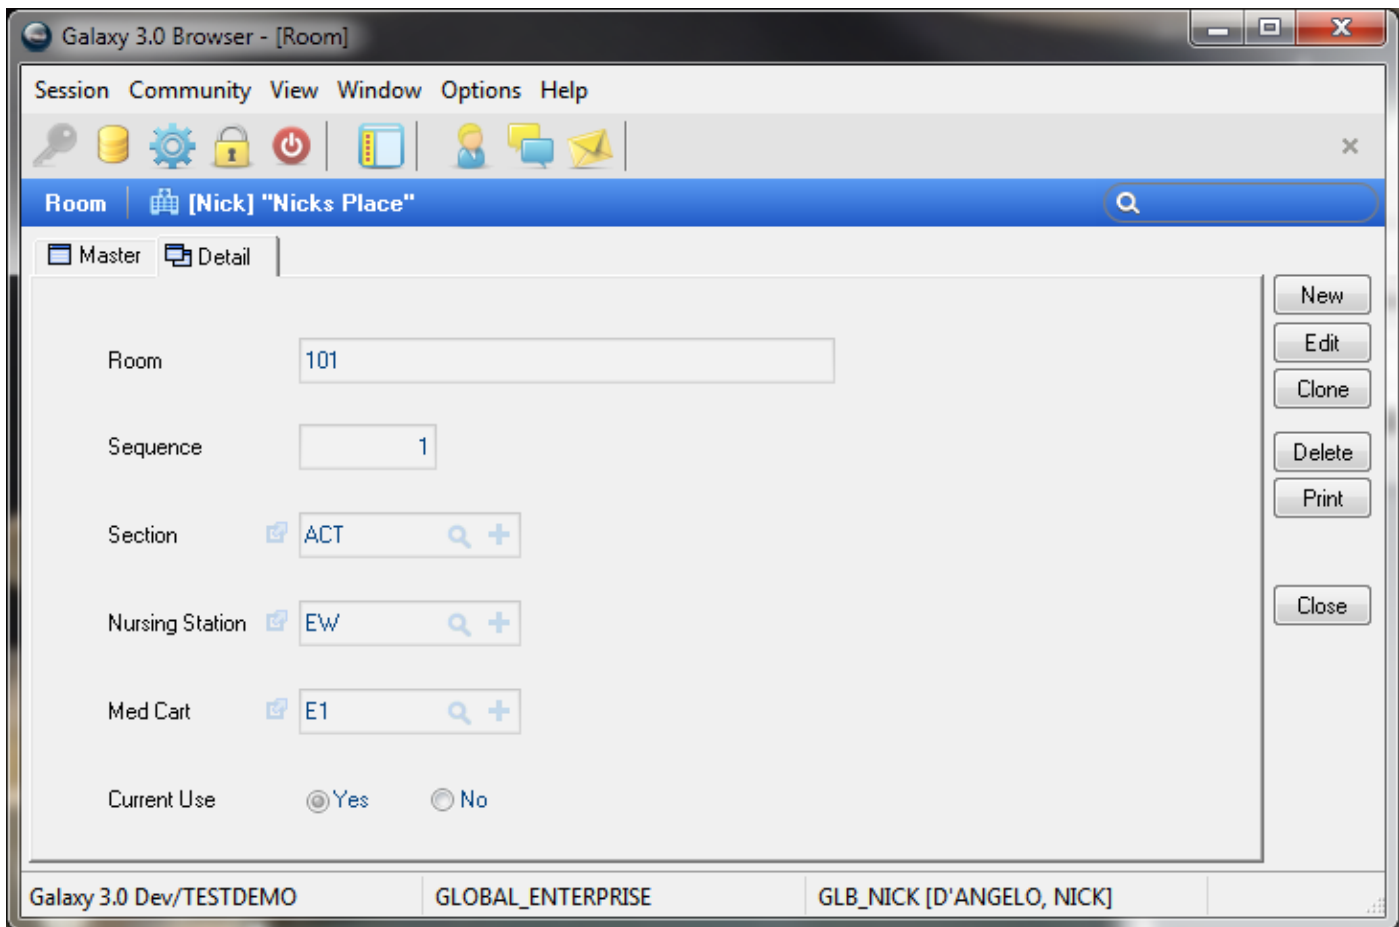 Galaxy 3.0 Browser - [Room]
Session Community View Window Options Help
Room [Nick] "Nicks Place"
Master Detail
New
Room 101
Edit
Clone
Sequence 1
Delete
Print
Section ACT
Nursing Station EW
Close
Med Cart E1
Current Use Yes No
Galaxy 3.0 Dev/TESTDEMO GLOBAL_ENTERPRISE GLB_NICK [D'ANGELO, NICK]